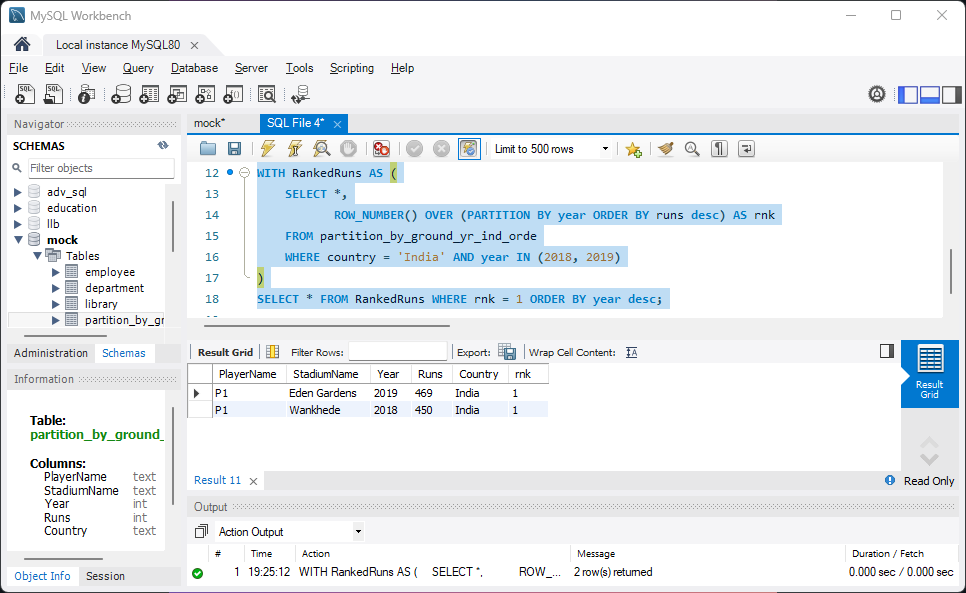 MySQL Workbench
Local instance MySQL80
File Edit View Query Database Server Tools Scripting Help
Navigator
SCHEMAS
Filter objects
adv_sql
education
llb
mock
Tables
employee
department
library
partition_by_gr
Administration Schemas
Information
Table:
partition_by_ground_
Columns:
PlayerName text
StadiumName text
Year int
Runs int
Country text
Object Info Session
mock* SQL File 4*
Limit to 500 rows
12 WITH RankedRuns AS (
13 SELECT *,
14 ROW_NUMBER() OVER (PARTITION BY year ORDER BY runs desc) AS rnk
15 FROM partition_by_ground_yr_ind_orde
16 WHERE country = 'India' AND year IN (2018, 2019)
17 )
18 SELECT * FROM RankedRuns WHERE rnk = 1 ORDER BY year desc;
Result Grid Filter Rows: Export: Wrap Cell Content:
PlayerName StadiumName Year Runs Country rnk
P1 Eden Gardens 2019 469 India 1
P1 Wankhede 2018 450 India 1
Result
Grid
Result 11 Read Only
Output
Action Output
# Time Action Message Duration / Fetch
1 19:25:12 WITH RankedRuns AS ( SELECT *, ROW_... 2 row(s) returned 0.000 sec / 0.000 sec